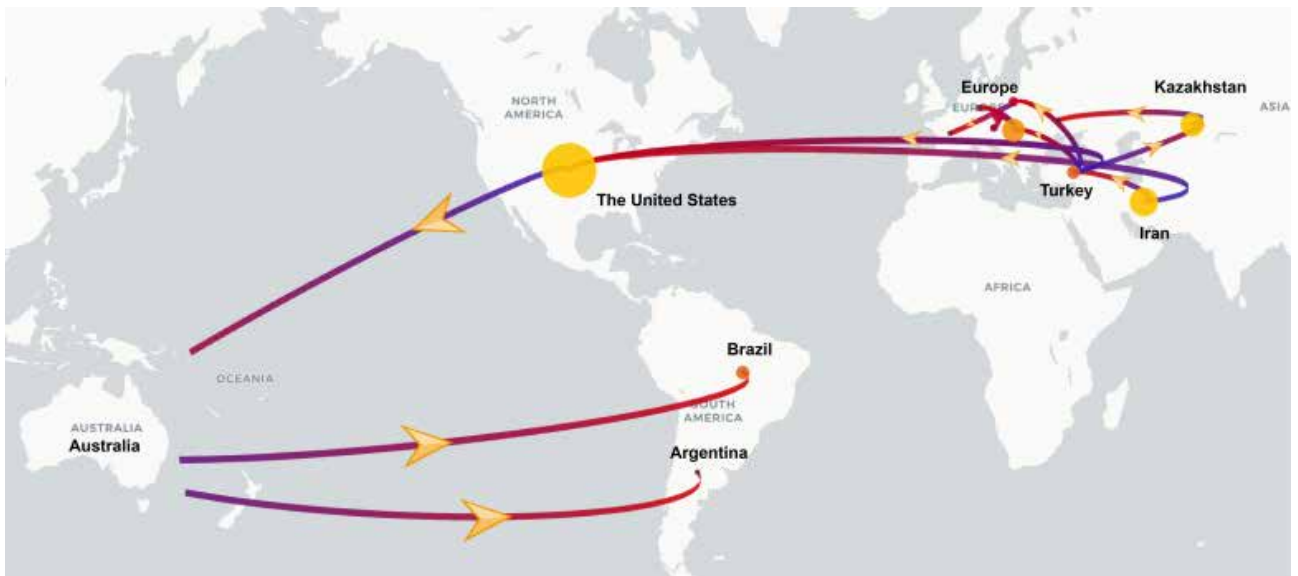 Europe
Kazakhstan
NORTH
AMERICA
EUROPE
ASIA
Turkey
The United States
Iran
AFRICA
Brazil
OCEANIA
SOUTH
AMERICA
AUSTRALIA
Australia
Argentina